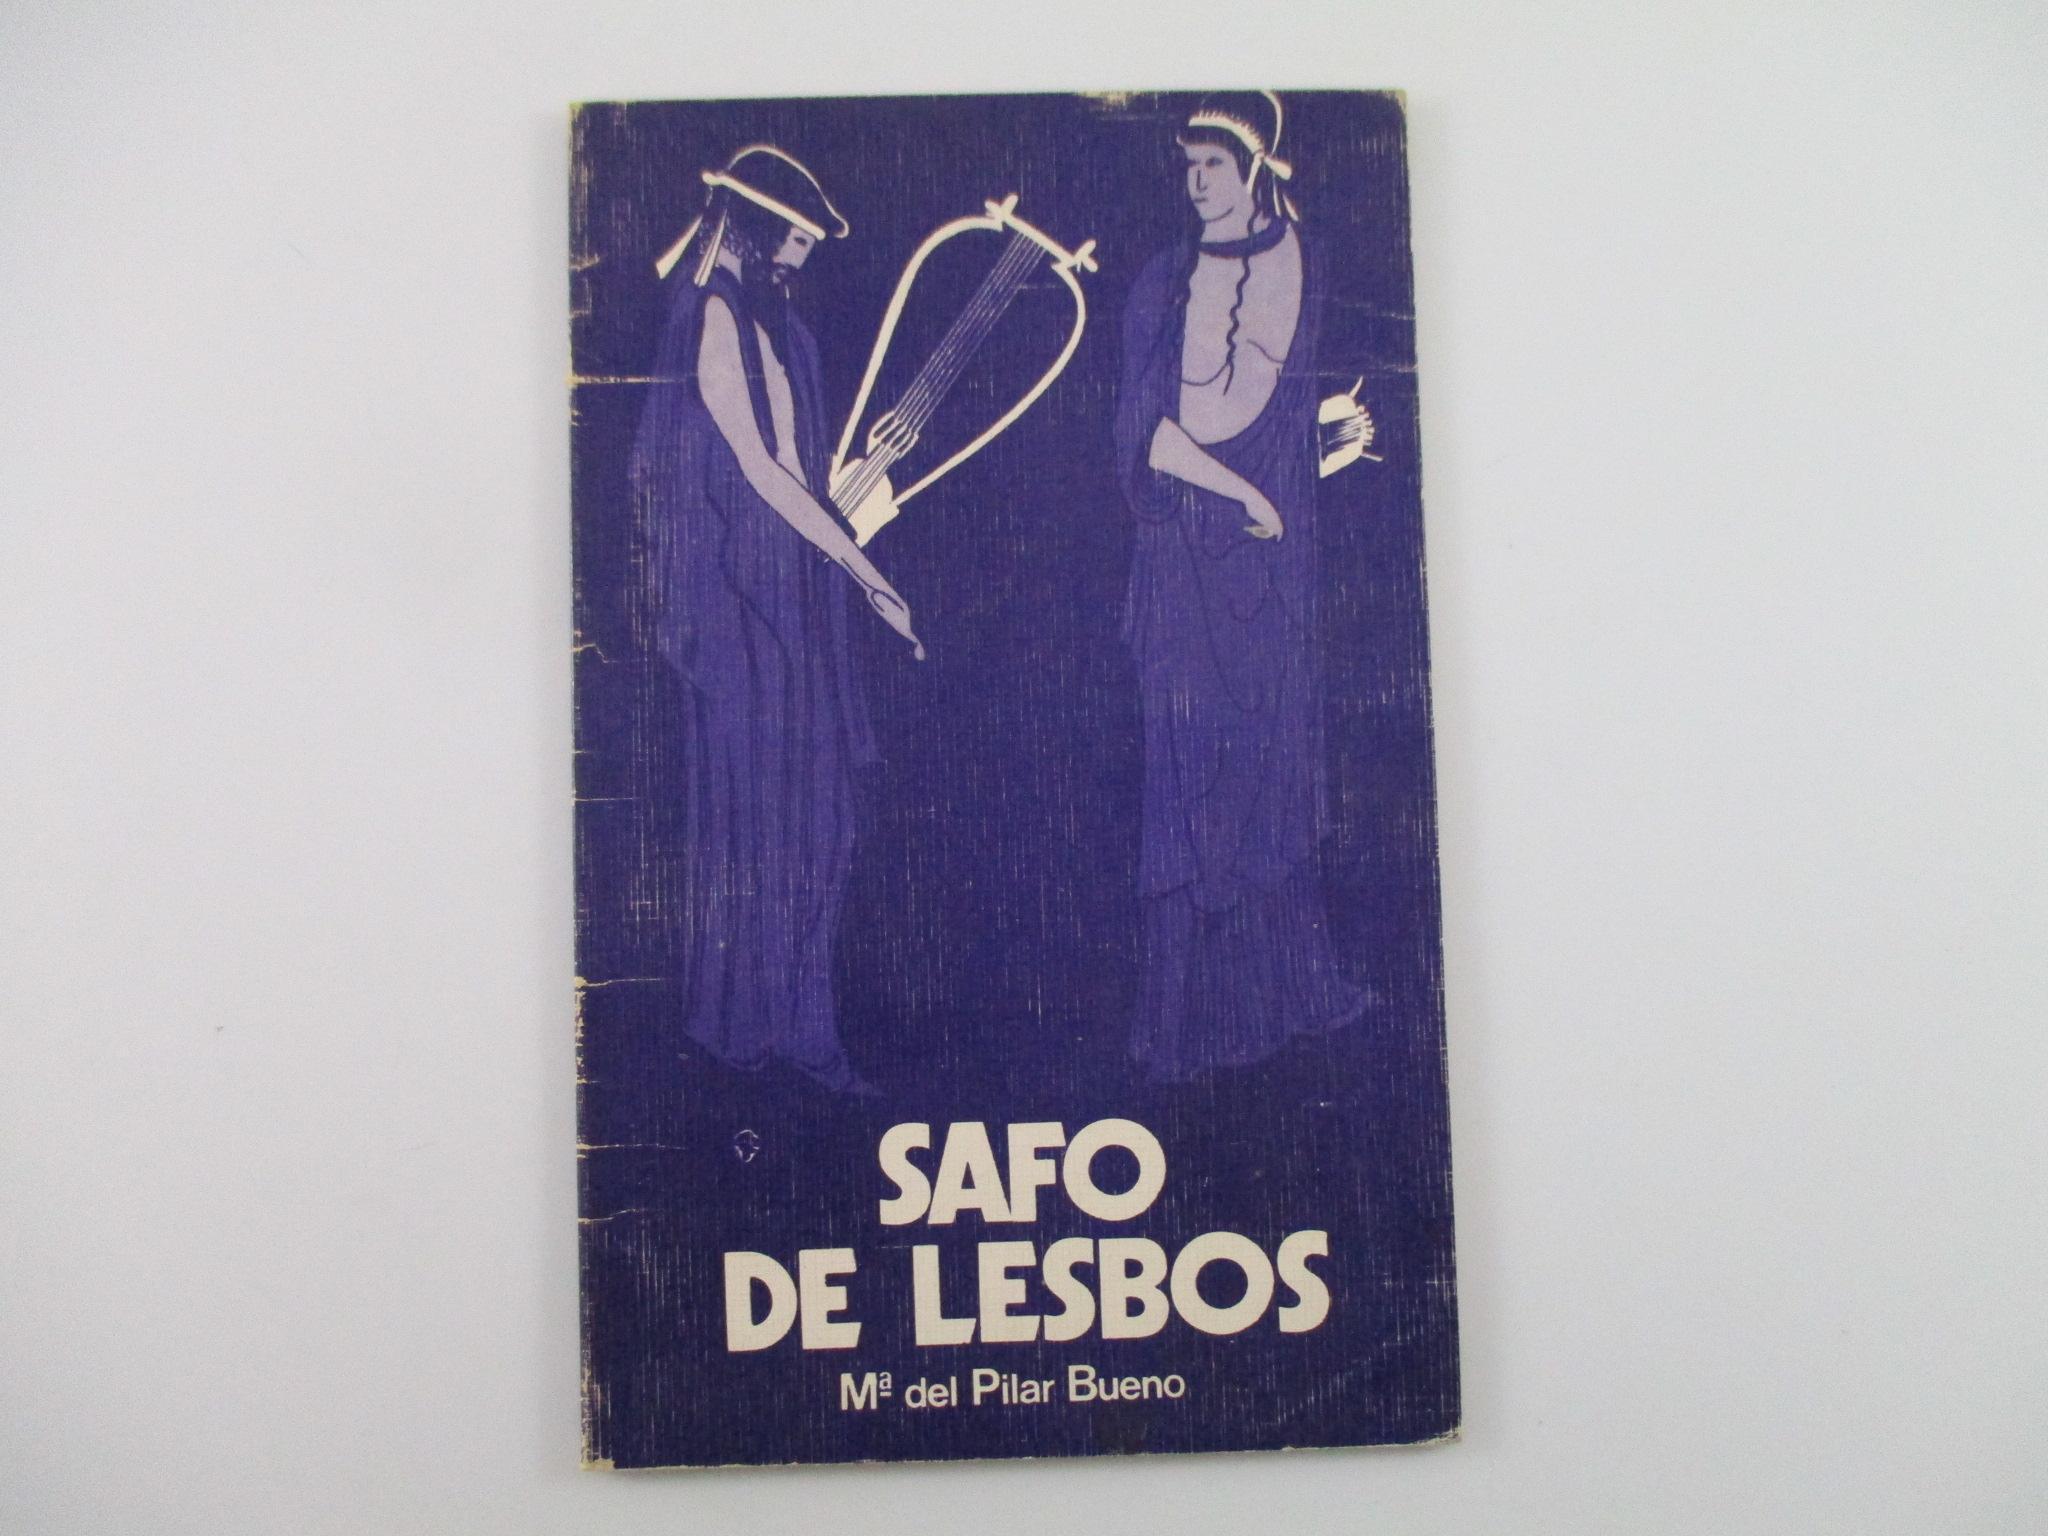 SAFO
DE LESBOS
Mª del Pilar Bueno